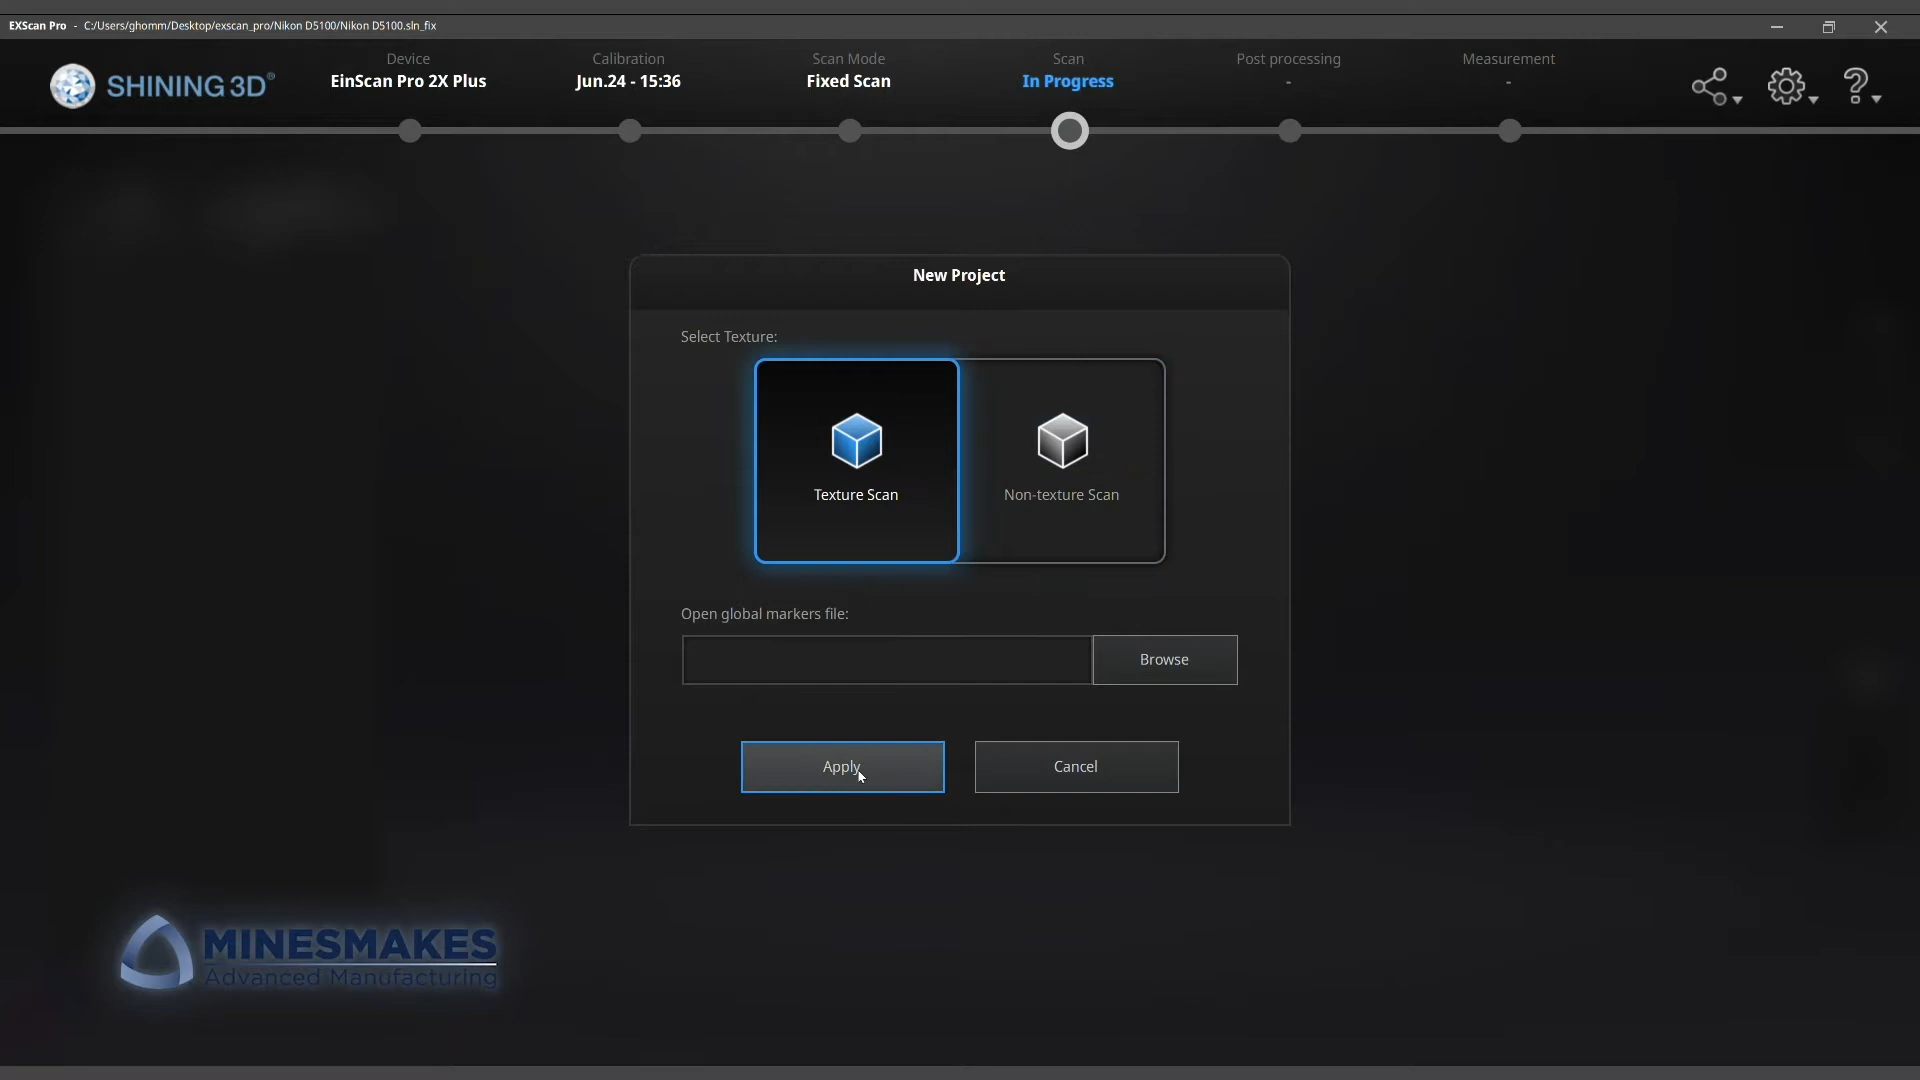 EXScan Pro - C:/Users/ghomm/Desktop/exscan_pro/Nikon D5100/Nikon D5100.sln_fix
SHINING 3D®
Device
EinScan Pro 2X Plus
Calibration
Jun.24 - 15:36
Scan Mode
Fixed Scan
Scan
In Progress
Post processing
-
Measurement
-
New Project
Select Texture:
Texture Scan
Non-texture Scan
Open global markers file:
Browse
Apply
Cancel
MINESMAKES
Advanced Manufacturing